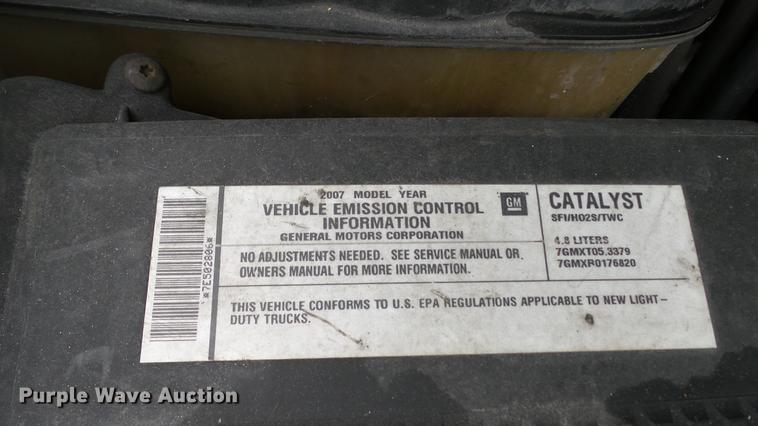 2007 MODEL YEAR
VEHICLE EMISSION CONTROL
INFORMATION
GENERAL MOTORS CORPORATION
GM
CATALYST
SFI/HO2S/TWC
4.8 LITERS
7GMXT05.3379
7GMXR0176820
NO ADJUSTMENTS NEEDED. SEE SERVICE MANUAL OR
OWNERS MANUAL FOR MORE INFORMATION.
THIS VEHICLE CONFORMS TO U.S. EPA REGULATIONS APPLICABLE TO NEW LIGHT-
DUTY TRUCKS.
*7E502806*
Purple Wave Auction®